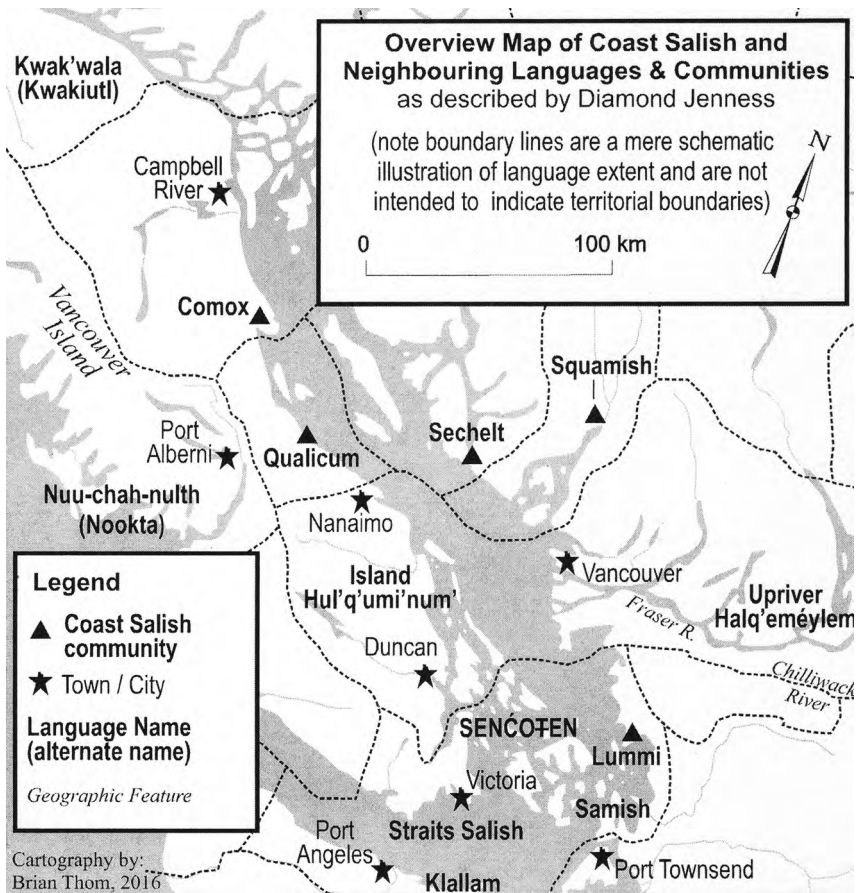 Overview Map of Coast Salish and
Neighbouring Languages & Communities
as described by Diamond Jenness
(note boundary lines are a mere schematic
illustration of language extent and are not
intended to indicate territorial boundaries)
N
0 100 km
Kwak'wala
(Kwakiutl)
Campbell
River
Comox
Vancouver
Island
Squamish
Port
Alberni
Qualicum
Sechelt
Nuu-chah-nulth
(Nookta)
Nanaimo
Vancouver
Island
Hul'q'umi'num'
Upriver
Halq'eméylem
Fraser R.
Duncan
Chilliwack
River
SENĆOŦEN
Lummi
Victoria
Samish
Straits Salish
Port
Angeles
Port Townsend
Klallam
Legend
Coast Salish
community
Town / City
Language Name
(alternate name)
Geographic Feature
Cartography by:
Brian Thom, 2016